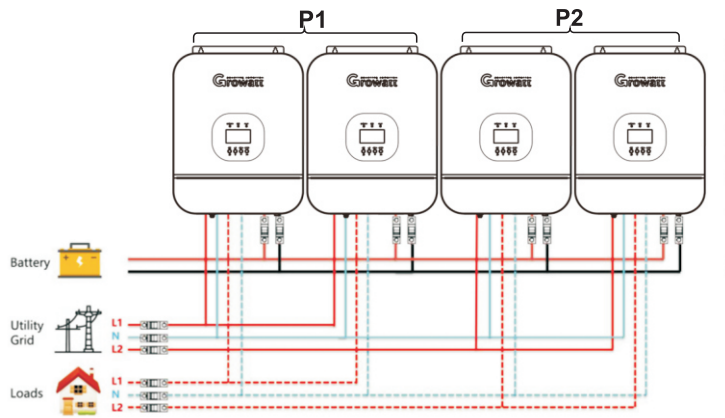 P1 P2
Growatt Growatt Growatt Growatt
Battery
Utility
Grid
L1
N
L2
Loads
L1
N
L2